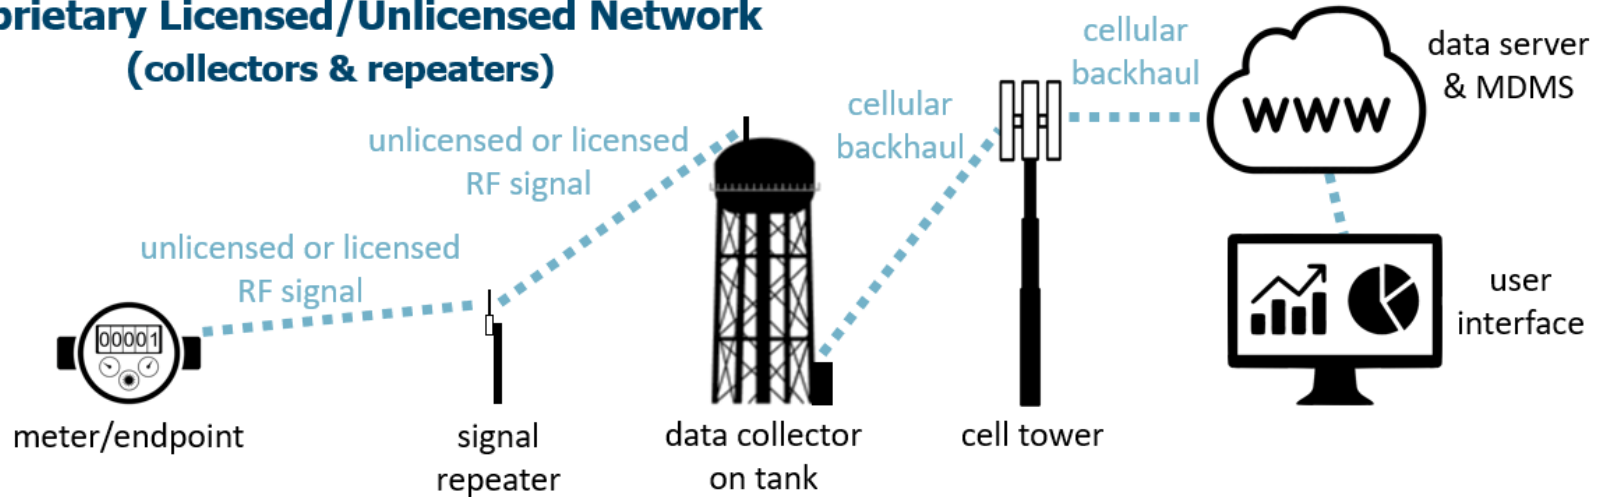 prietary Licensed/Unlicensed Network
(collectors & repeaters)
cellular
backhaul
data server
& MDMS
WWW
cellular
backhaul
unlicensed or licensed
RF signal
unlicensed or licensed
RF signal
00001
user
interface
meter/endpoint
signal
repeater
data collector
on tank
cell tower